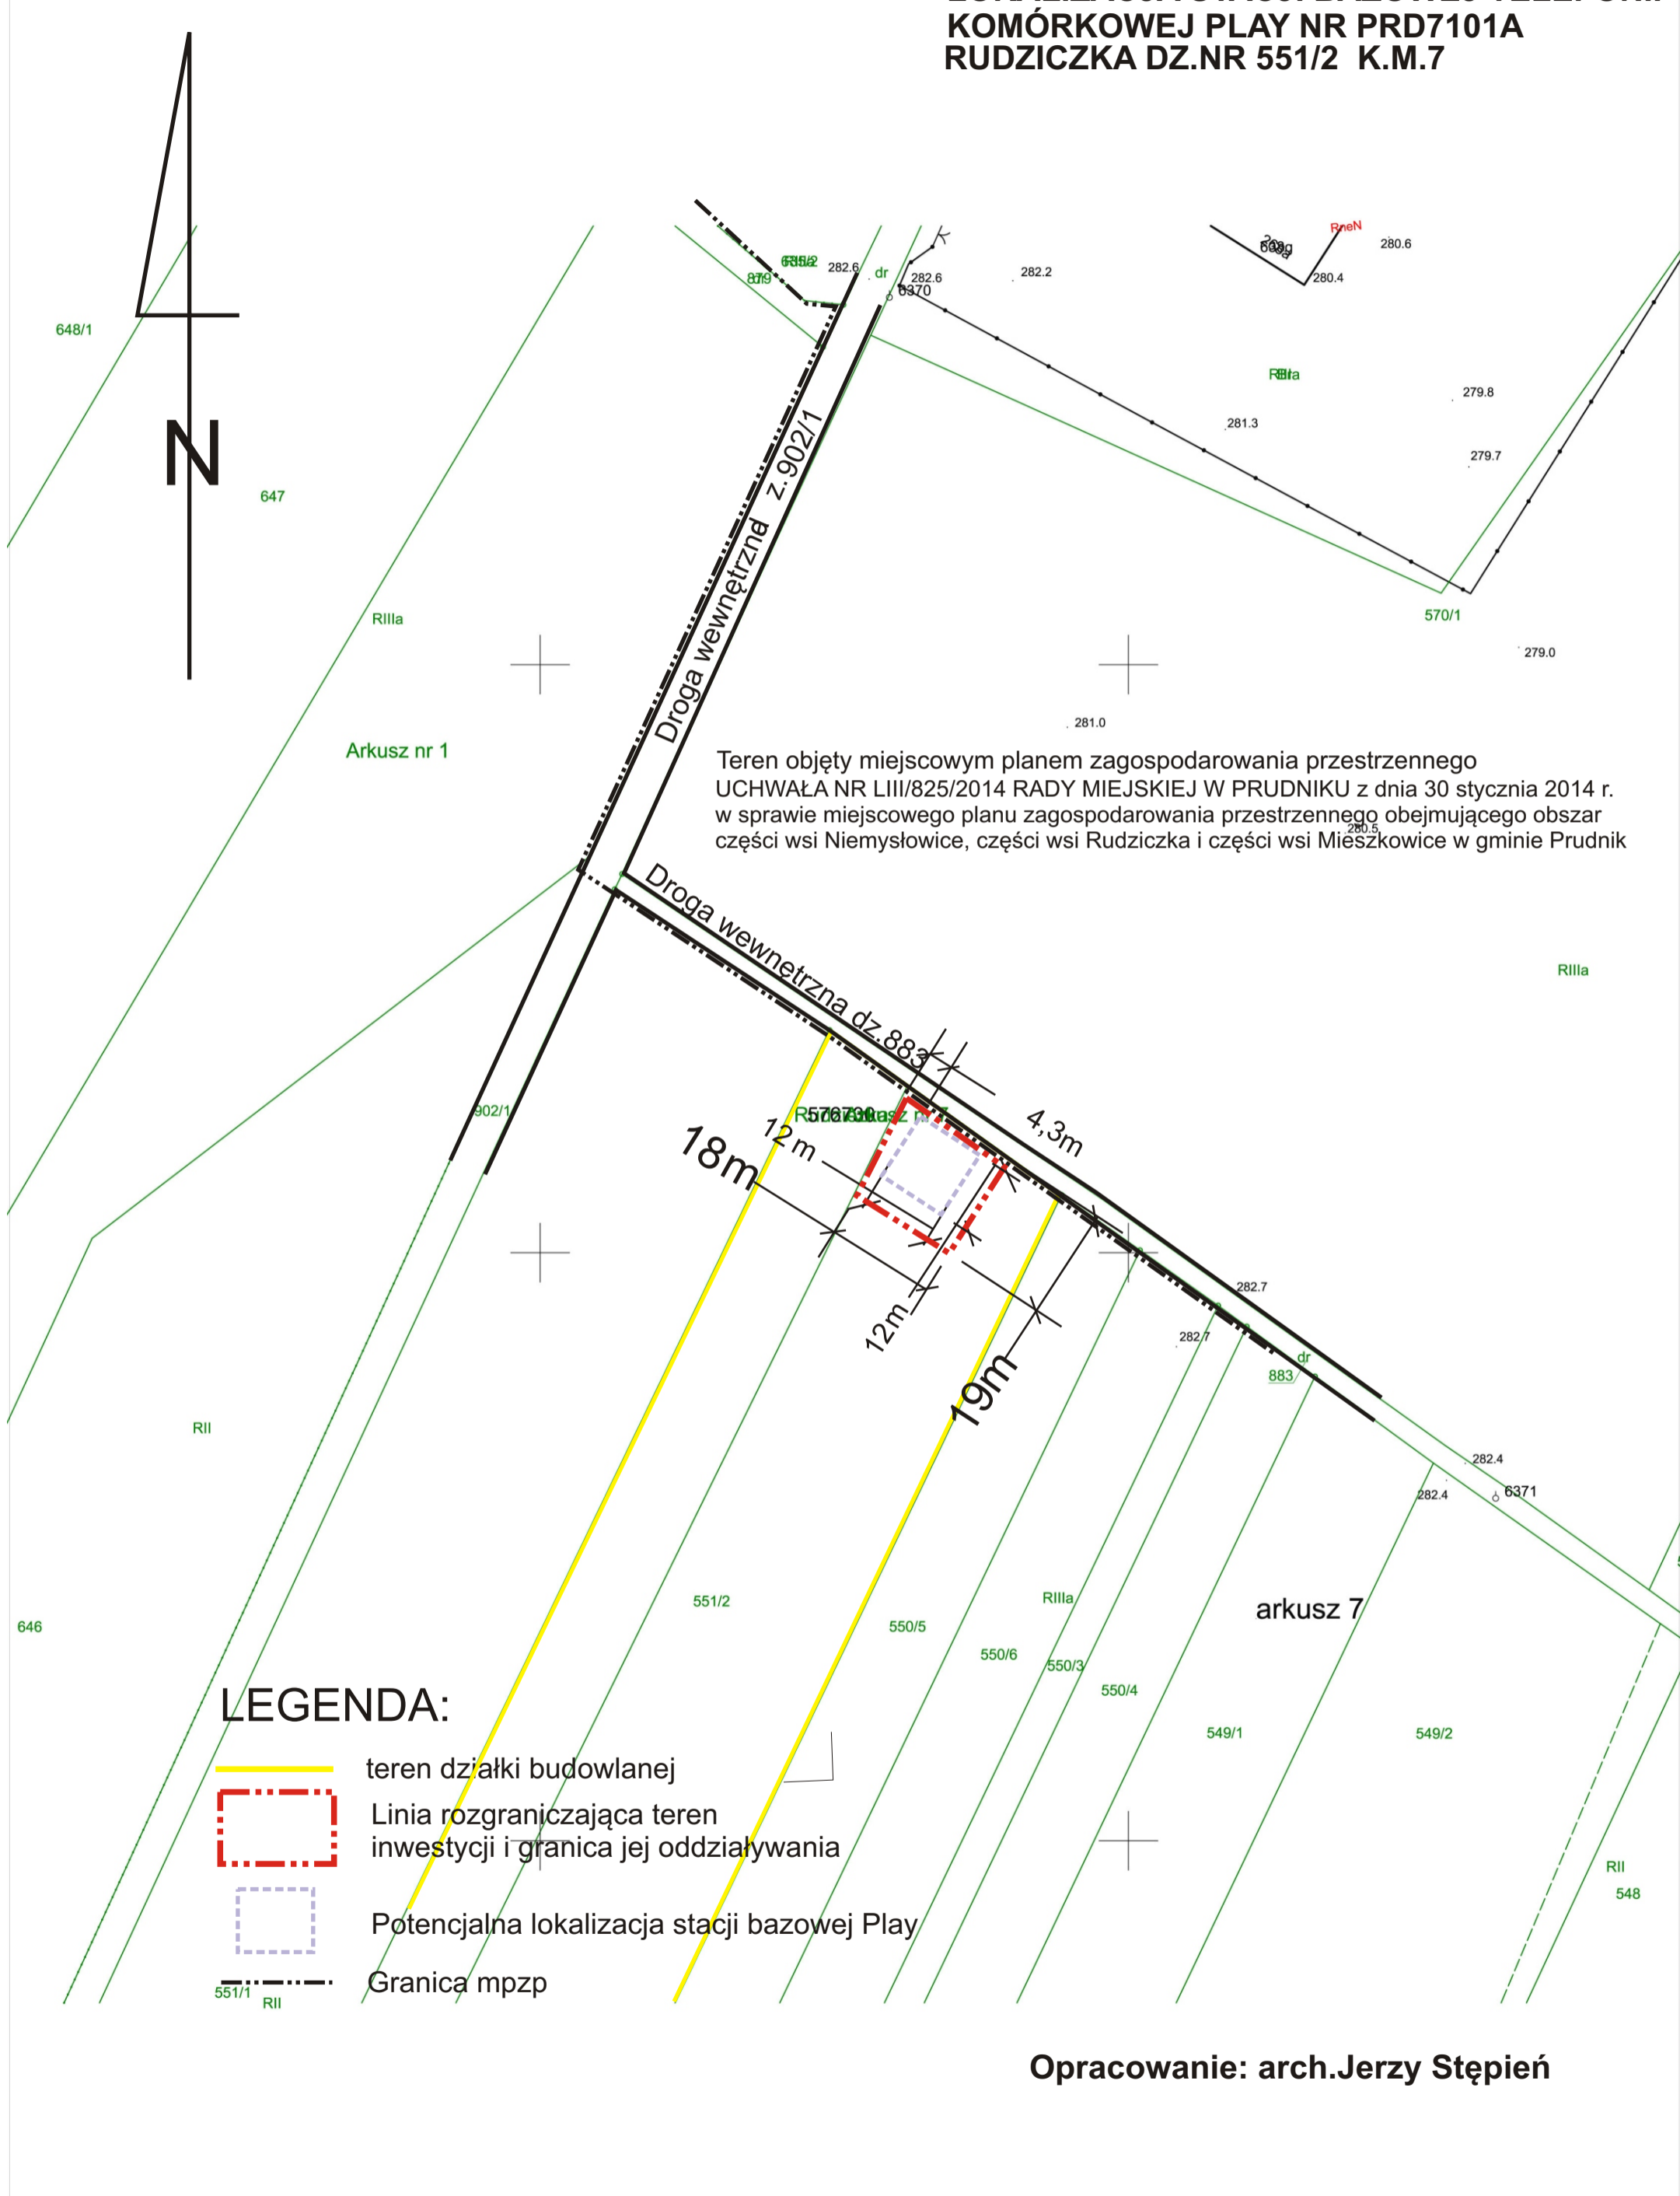 KOMÓRKOWEJ PLAY NR PRD7101A
RUDZICZKA DZ.NR 551/2 K.M.7
N
648/1
647
RIIIa
Arkusz nr 1
282.6
dr
282.6
6370
282.2
RneN
280.6
280.4
279.8
281.3
279.7
570/1
279.0
281.0
Droga wewnętrzna
z.902/1
Teren objęty miejscowym planem zagospodarowania przestrzennego
UCHWAŁA NR LIII/825/2014 RADY MIEJSKIEJ W PRUDNIKU z dnia 30 stycznia 2014 r.
w sprawie miejscowego planu zagospodarowania przestrzennego obejmującego obszar
280.5
części wsi Niemysłowice, części wsi Rudziczka i części wsi Mieszkowice w gminie Prudnik
Droga wewnętrzna dz.883
RIIIa
902/1
4,3m
12 m
18m
12m
19m
282.7
282.7
dr
883
RII
282.4
282.4
6371
646
551/2
550/5
RIIIa
550/6
550/3
550/4
arkusz 7
549/1
549/2
RII
548
LEGENDA:
teren działki budowlanej
Linia rozgraniczająca teren
inwestycji i granica jej oddziaływania
Potencjalna lokalizacja stacji bazowej Play
Granica mpzp
551/1
RII
Opracowanie: arch.Jerzy Stępień